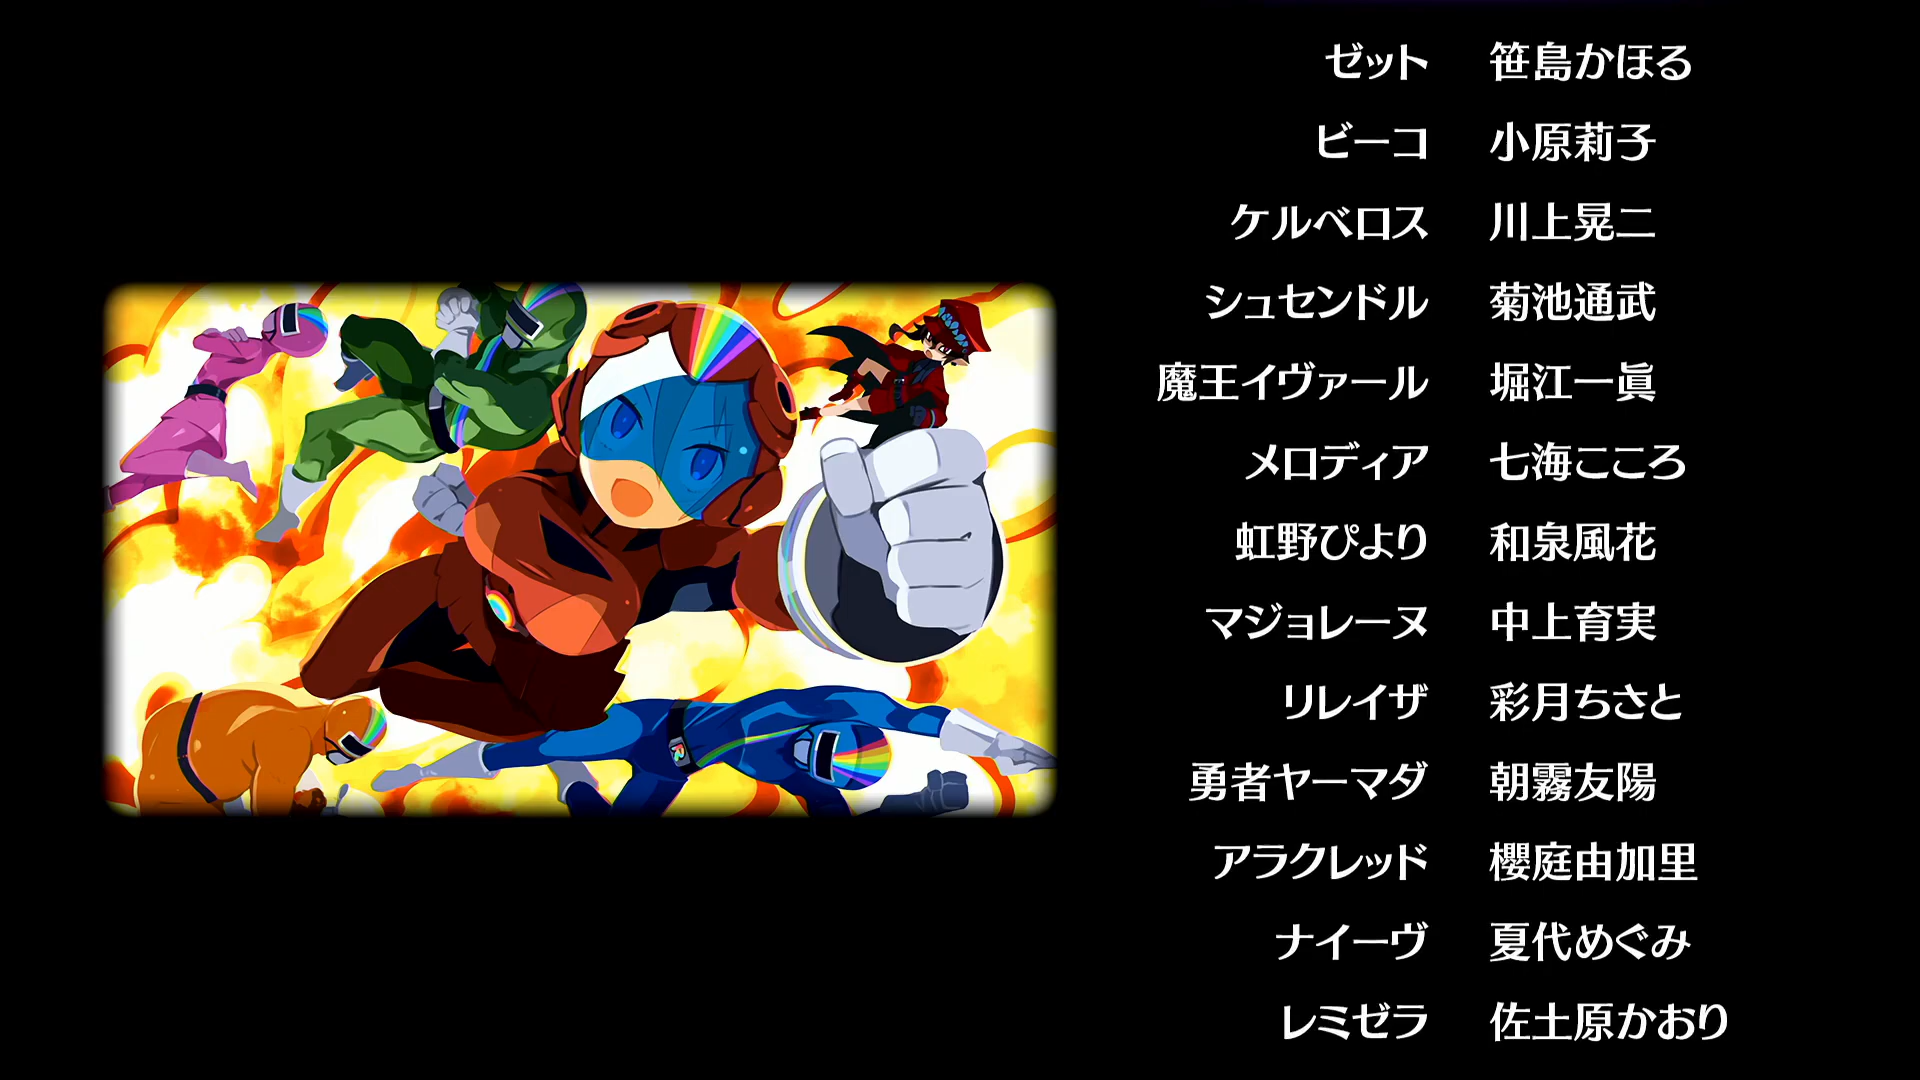 ゼット 笹島かほる
ビーコ 小原莉子
ケルベロス 川上晃二
シュセンドル 菊池通武
魔王イヴァール 堀江一眞
メロディア 七海こころ
虹野ぴより 和泉風花
マジョレーヌ 中上育実
リレイザ 彩月ちさと
勇者ヤーマダ 朝霧友陽
アラクレッド 櫻庭由加里
ナイーヴ 夏代めぐみ
レミゼラ 佐土原かおり